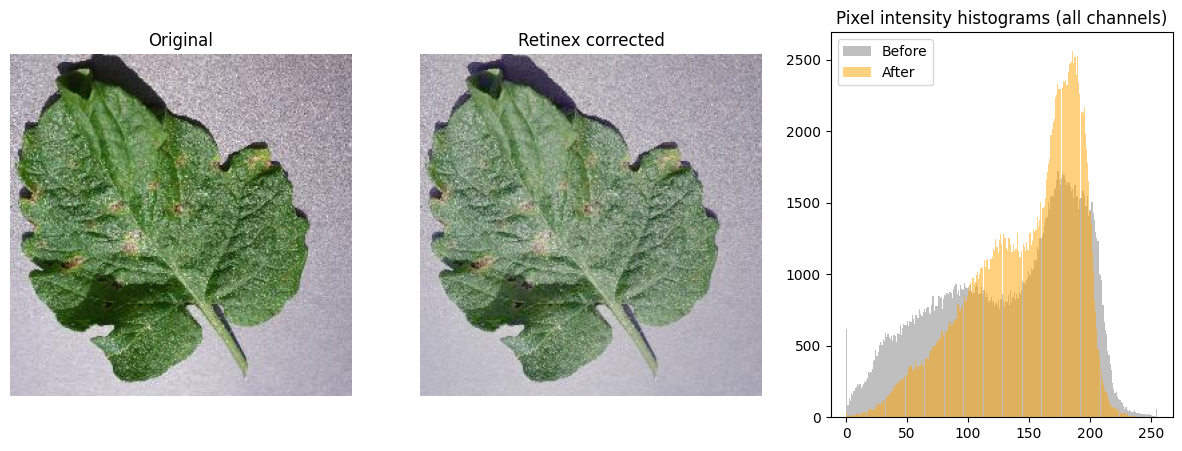 Original
Retinex corrected
Pixel intensity histograms (all channels)
Before
After
2500
2000
1500
1000
500
0
0 50 100 150 200 250